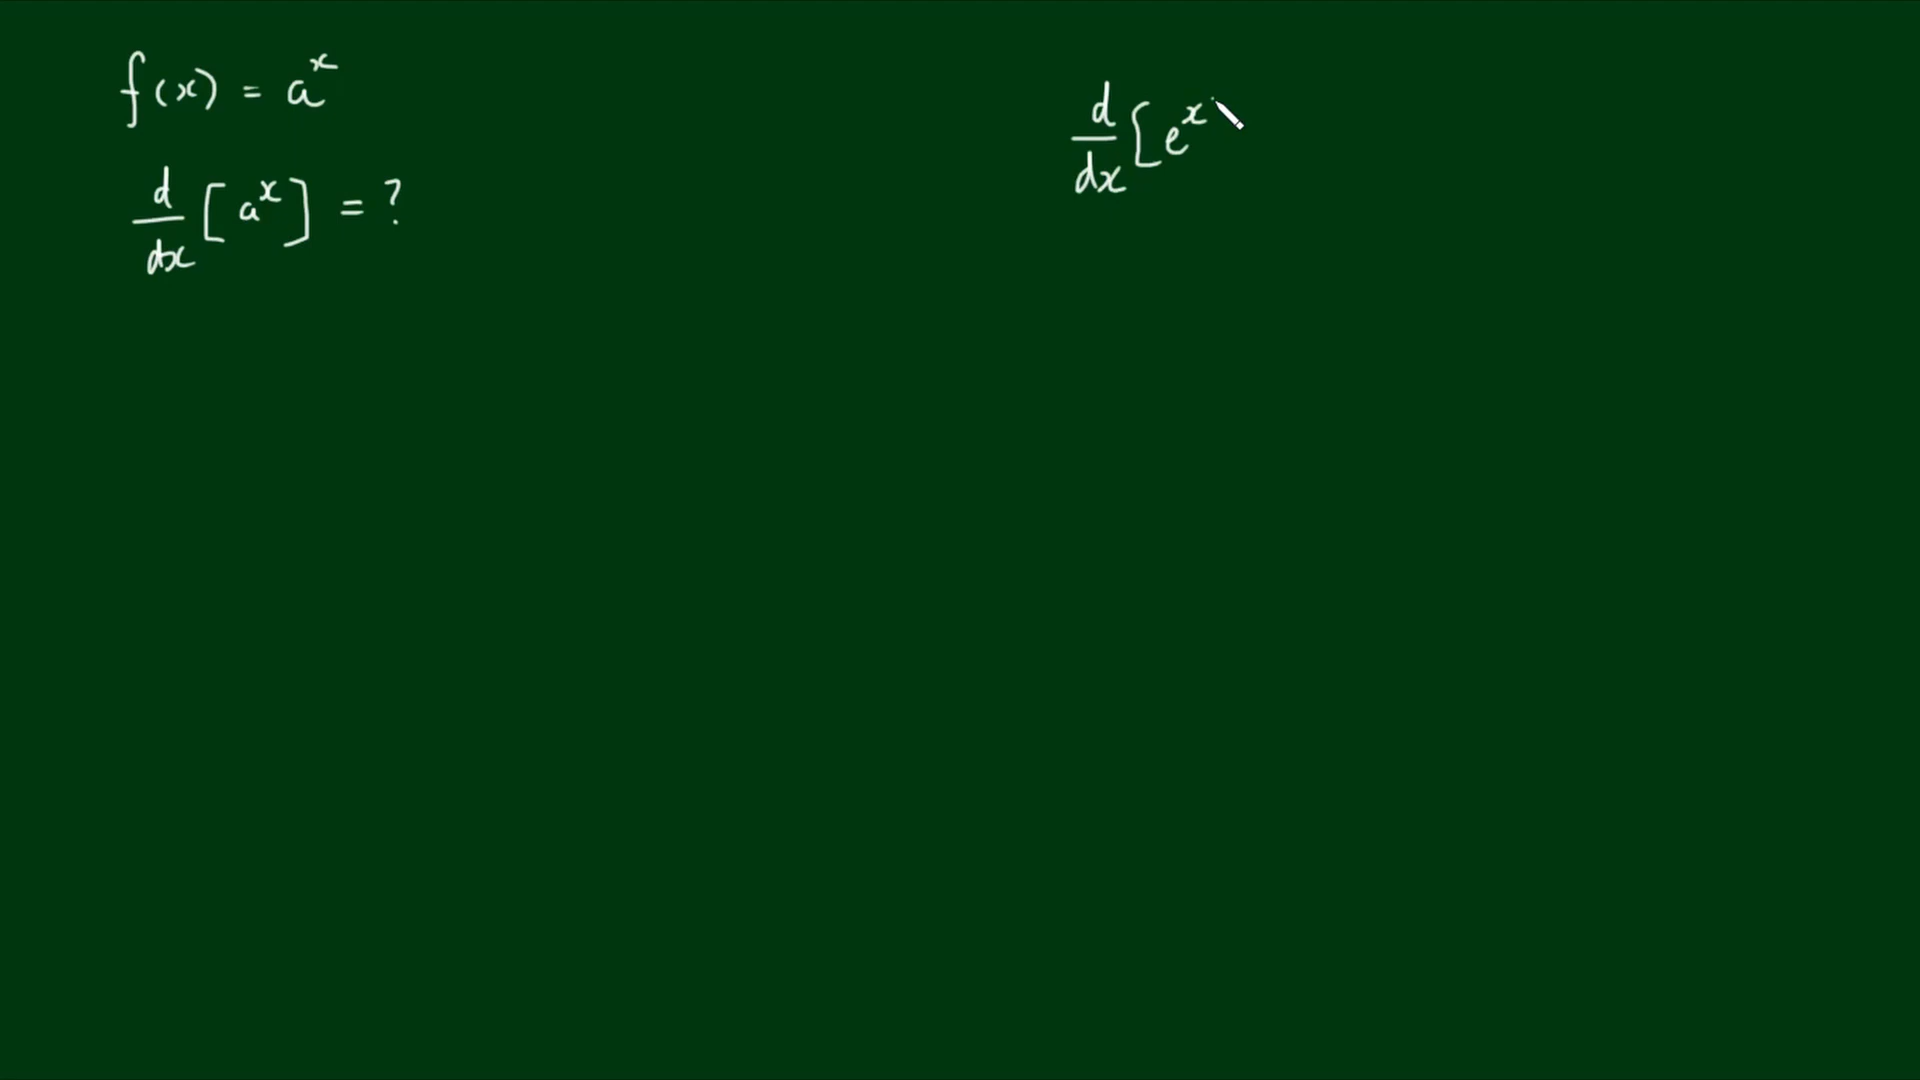 f(x) = a^x
d/dx [a^x] = ?
d/dx [e^x